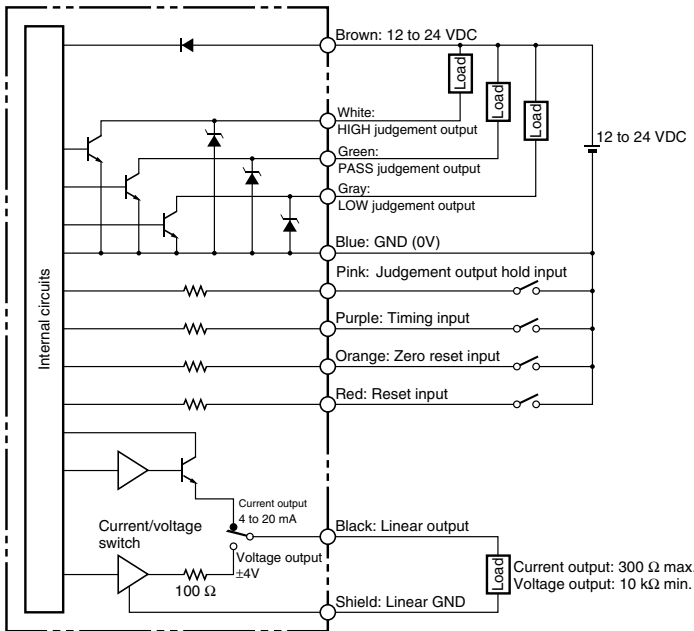 Brown: 12 to 24 VDC
Load
Load
Load
White:
HIGH judgement output
12 to 24 VDC
Green:
PASS judgement output
Gray:
LOW judgement output
Blue: GND (0V)
Pink: Judgement output hold input
Purple: Timing input
Internal circuits
Orange: Zero reset input
Red: Reset input
Current output
4 to 20 mA
Current/voltage
switch
Black: Linear output
Voltage output
±4V
100 Ω
Load
Current output: 300 Ω max.
Voltage output: 10 kΩ min.
Shield: Linear GND